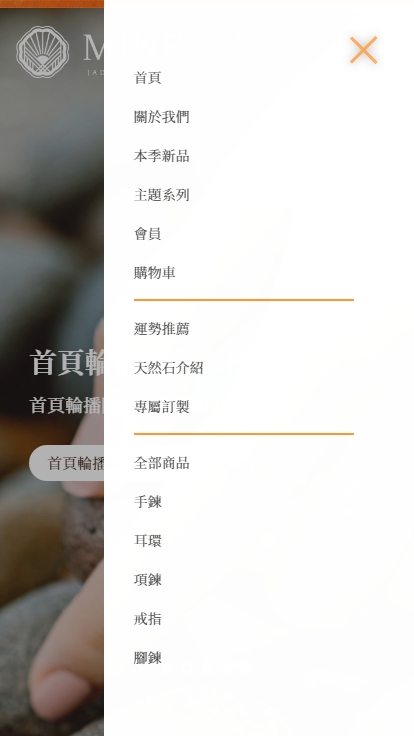 首頁
關於我們
本季新品
主題系列
會員
購物車
運勢推薦
天然石介紹
專屬訂製
全部商品
手鍊
耳環
項鍊
戒指
腳鍊
首頁輪
首頁輪播
首頁輪播